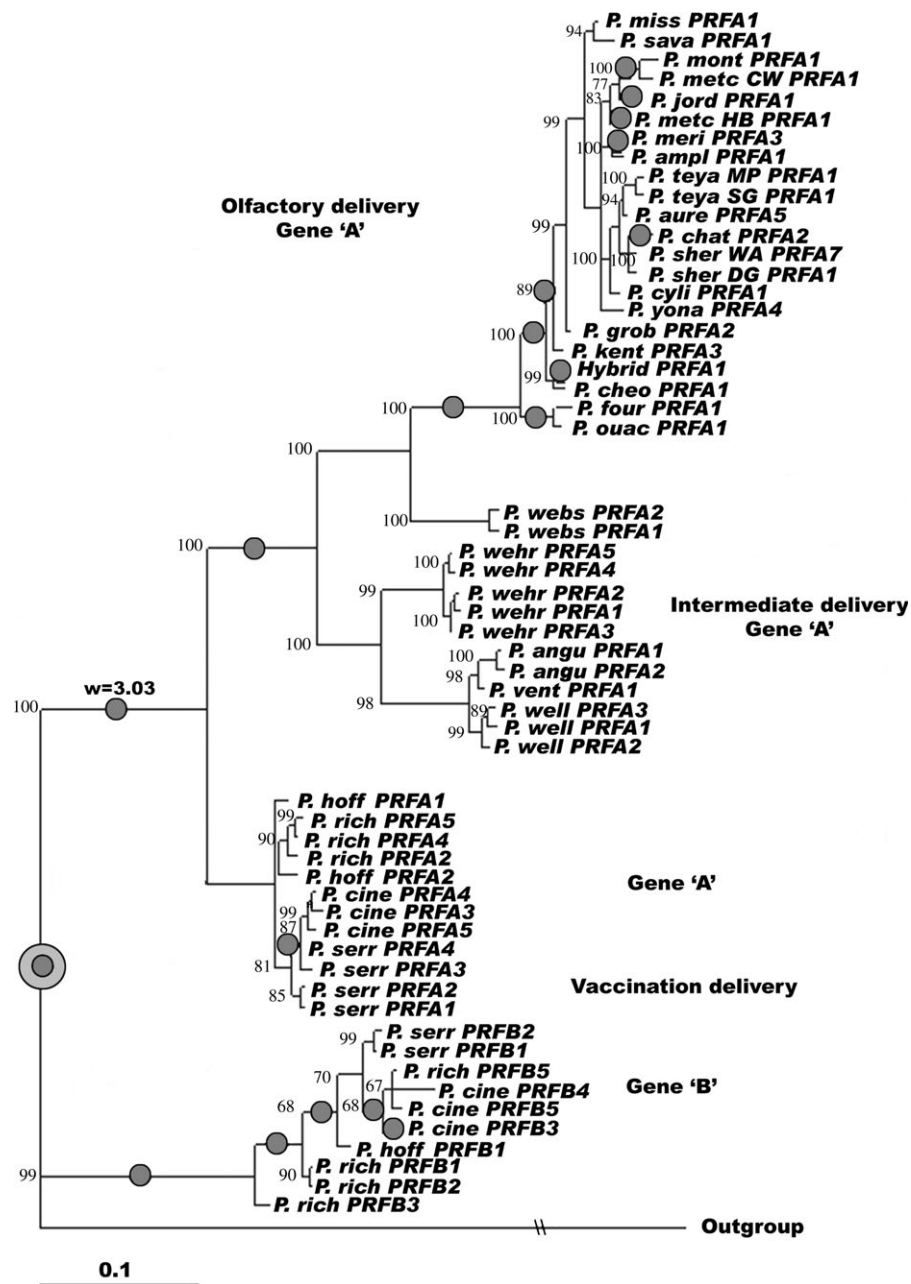 94
P. miss PRFA1
P. sava PRFA1
P. mont PRFA1
100
P. metc CW PRFA1
77
83
P. jord PRFA1
P. metc HB PRFA1
99
P. meri PRFA3
100
P. ampl PRFA1
P. teya MP PRFA1
100
P. teya SG PRFA1
94
P. aure PRFA5
Olfactory delivery
Gene ‘A’
99
P. chat PRFA2
P. sher WA PRFA7
100
100
P. sher DG PRFA1
89
P. cyli PRFA1
P. yona PRFA4
100
P. grob PRFA2
P. kent PRFA3
Hybrid PRFA1
99
P. cheo PRFA1
100
P. four PRFA1
100
P. ouac PRFA1
100
P. webs PRFA2
100
P. webs PRFA1
100
P. wehr PRFA5
100
P. wehr PRFA4
99
P. wehr PRFA2
P. wehr PRFA1
100
P. wehr PRFA3
Intermediate delivery
Gene ‘A’
100
P. angu PRFA1
100
P. angu PRFA2
98
P. vent PRFA1
w=3.03
98
P. well PRFA3
89
100
P. well PRFA1
99
P. well PRFA2
P. hoff PRFA1
99
P. rich PRFA5
90
P. rich PRFA4
P. rich PRFA2
P. hoff PRFA2
Gene ‘A’
P. cine PRFA4
99
P. cine PRFA3
87
P. cine PRFA5
P. serr PRFA4
81
P. serr PRFA3
85
P. serr PRFA2
P. serr PRFA1
Vaccination delivery
P. serr PRFB2
99
P. serr PRFB1
70
P. rich PRFB5
67
P. cine PRFB4
Gene ‘B’
68
68
P. cine PRFB5
P. cine PRFB3
P. hoff PRFB1
99
90
P. rich PRFB1
P. rich PRFB2
P. rich PRFB3
Outgroup
0.1